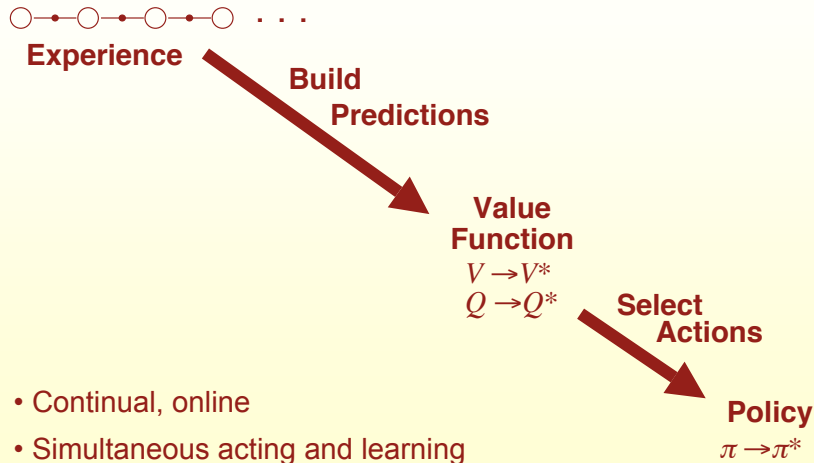 . . .
Experience
Build
Predictions
Value
Function
V → V*
Q → Q*
Select
Actions
• Continual, online
Policy
• Simultaneous acting and learning
π → π*